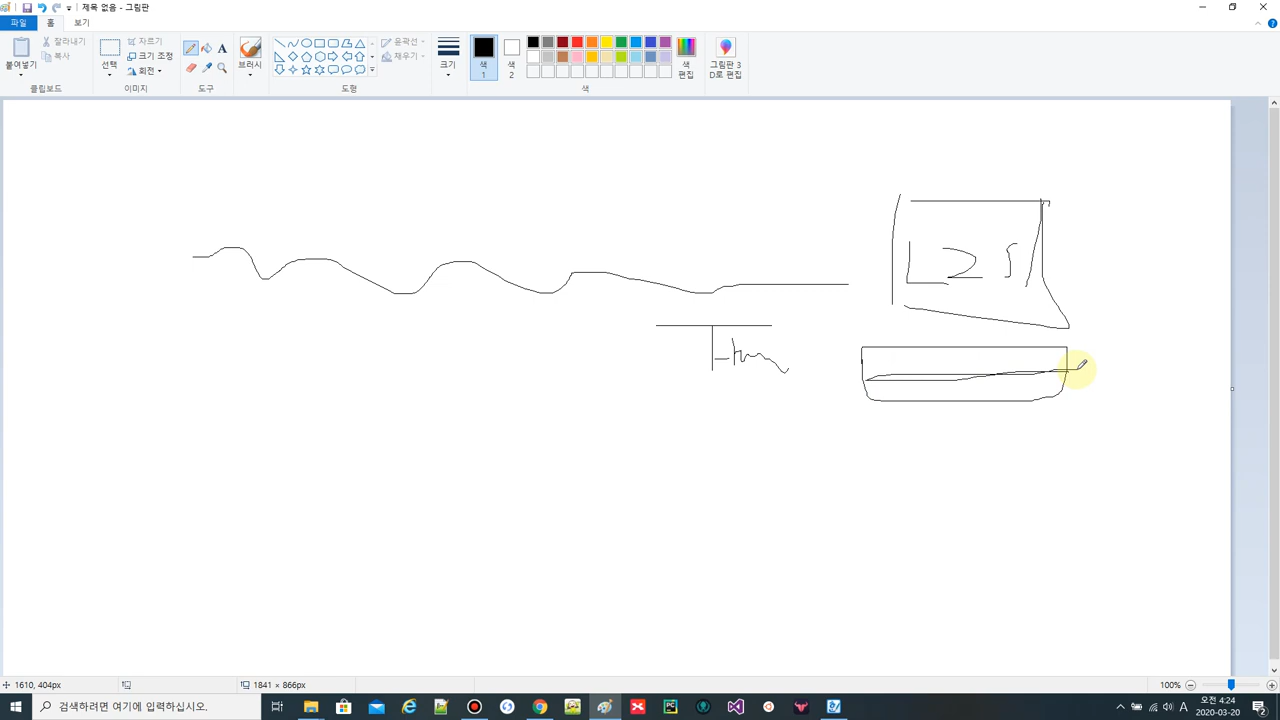 제목 없음 - 그림판
파일 홈 보기
붙여넣기 잘라내기 복사 클립보드
선택 자르기 크기 조정 회전 이미지
A 도구
브러시
윤곽선 채우기 도형
크기
색 1 색 2 색 편집 색
그림판 3D로 편집
1610, 404px 1841 × 866px 100%
검색하려면 여기에 입력하십시오.
PC
A 오전 4:24
2020-03-20
2